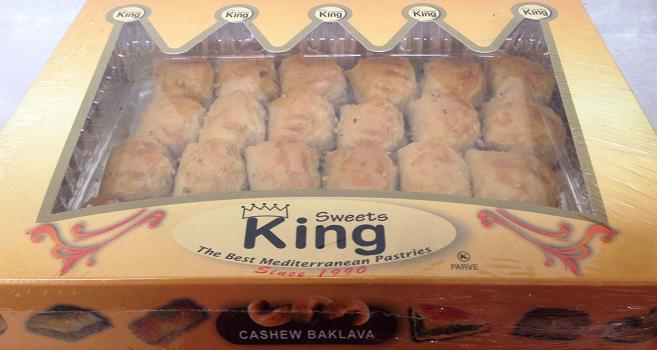 King
King
King
King
King
Sweets
King
The Best Mediterranean Pastries
Since 1990
K
PARVE
CASHEW BAKLAVA